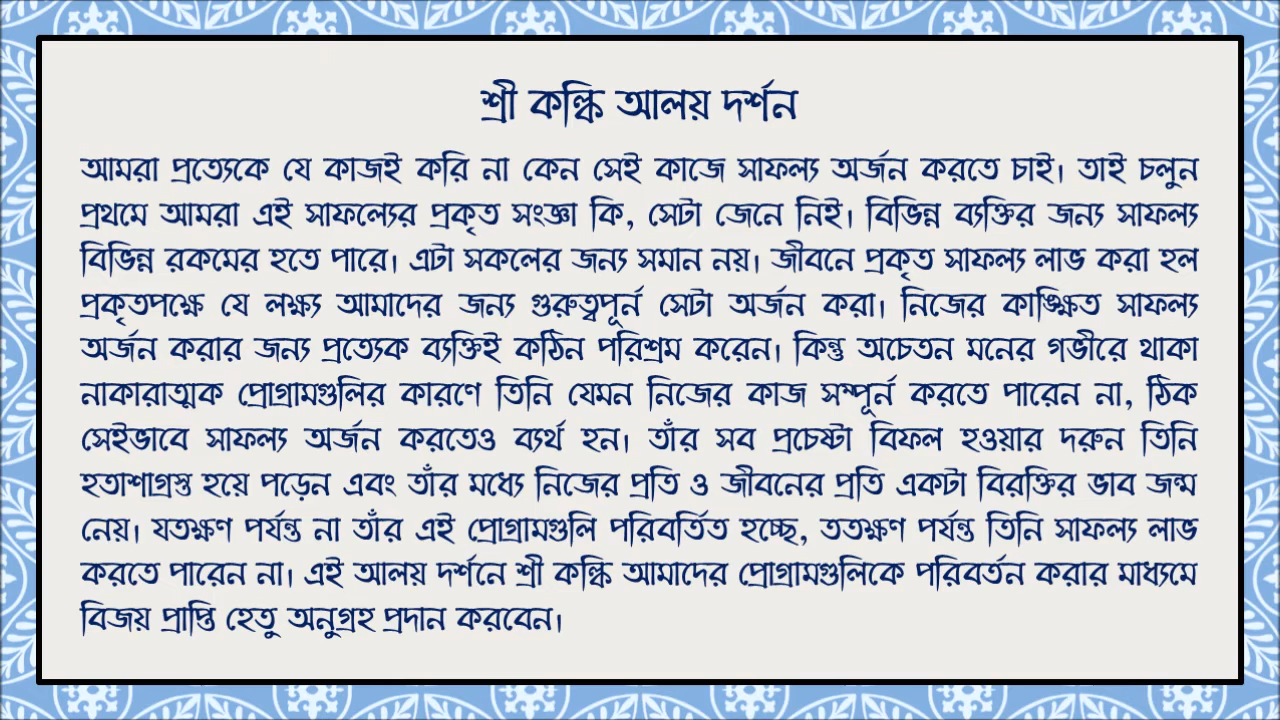 শ্রী কল্কি আলয় দর্শন
আমরা প্রত্যেকে যে কাজই করি না কেন সেই কাজে সাফল্য অর্জন করতে চাই। তাই চলুন
প্রথমে আমরা এই সাফল্যের প্রকৃত সংজ্ঞা কি, সেটা জেনে নিই। বিভিন্ন ব্যক্তির জন্য সাফল্য
বিভিন্ন রকমের হতে পারে। এটা সকলের জন্য সমান নয়। জীবনে প্রকৃত সাফল্য লাভ করা হল
প্রকৃতপক্ষে যে লক্ষ্য আমাদের জন্য গুরুত্বপূর্ন সেটা অর্জন করা। নিজের কাঙ্ক্ষিত সাফল্য
অর্জন করার জন্য প্রত্যেক ব্যক্তিই কঠিন পরিশ্রম করেন। কিন্তু অচেতন মনের গভীরে থাকা
নাকারাত্মক প্রোগ্রামগুলির কারণে তিনি যেমন নিজের কাজ সম্পূর্ন করতে পারেন না, ঠিক
সেইভাবে সাফল্য অর্জন করতেও ব্যর্থ হন। তাঁর সব প্রচেষ্টা বিফল হওয়ার দরুন তিনি
হতাশাগ্রস্ত হয়ে পড়েন এবং তাঁর মধ্যে নিজের প্রতি ও জীবনের প্রতি একটা বিরক্তির ভাব জন্ম
নেয়। যতক্ষণ পর্যন্ত না তাঁর এই প্রোগ্রামগুলি পরিবর্তিত হচ্ছে, ততক্ষণ পর্যন্ত তিনি সাফল্য লাভ
করতে পারেন না। এই আলয় দর্শনে শ্রী কল্কি আমাদের প্রোগ্রামগুলিকে পরিবর্তন করার মাধ্যমে
বিজয় প্রাপ্তি হেতু অনুগ্রহ প্রদান করবেন।